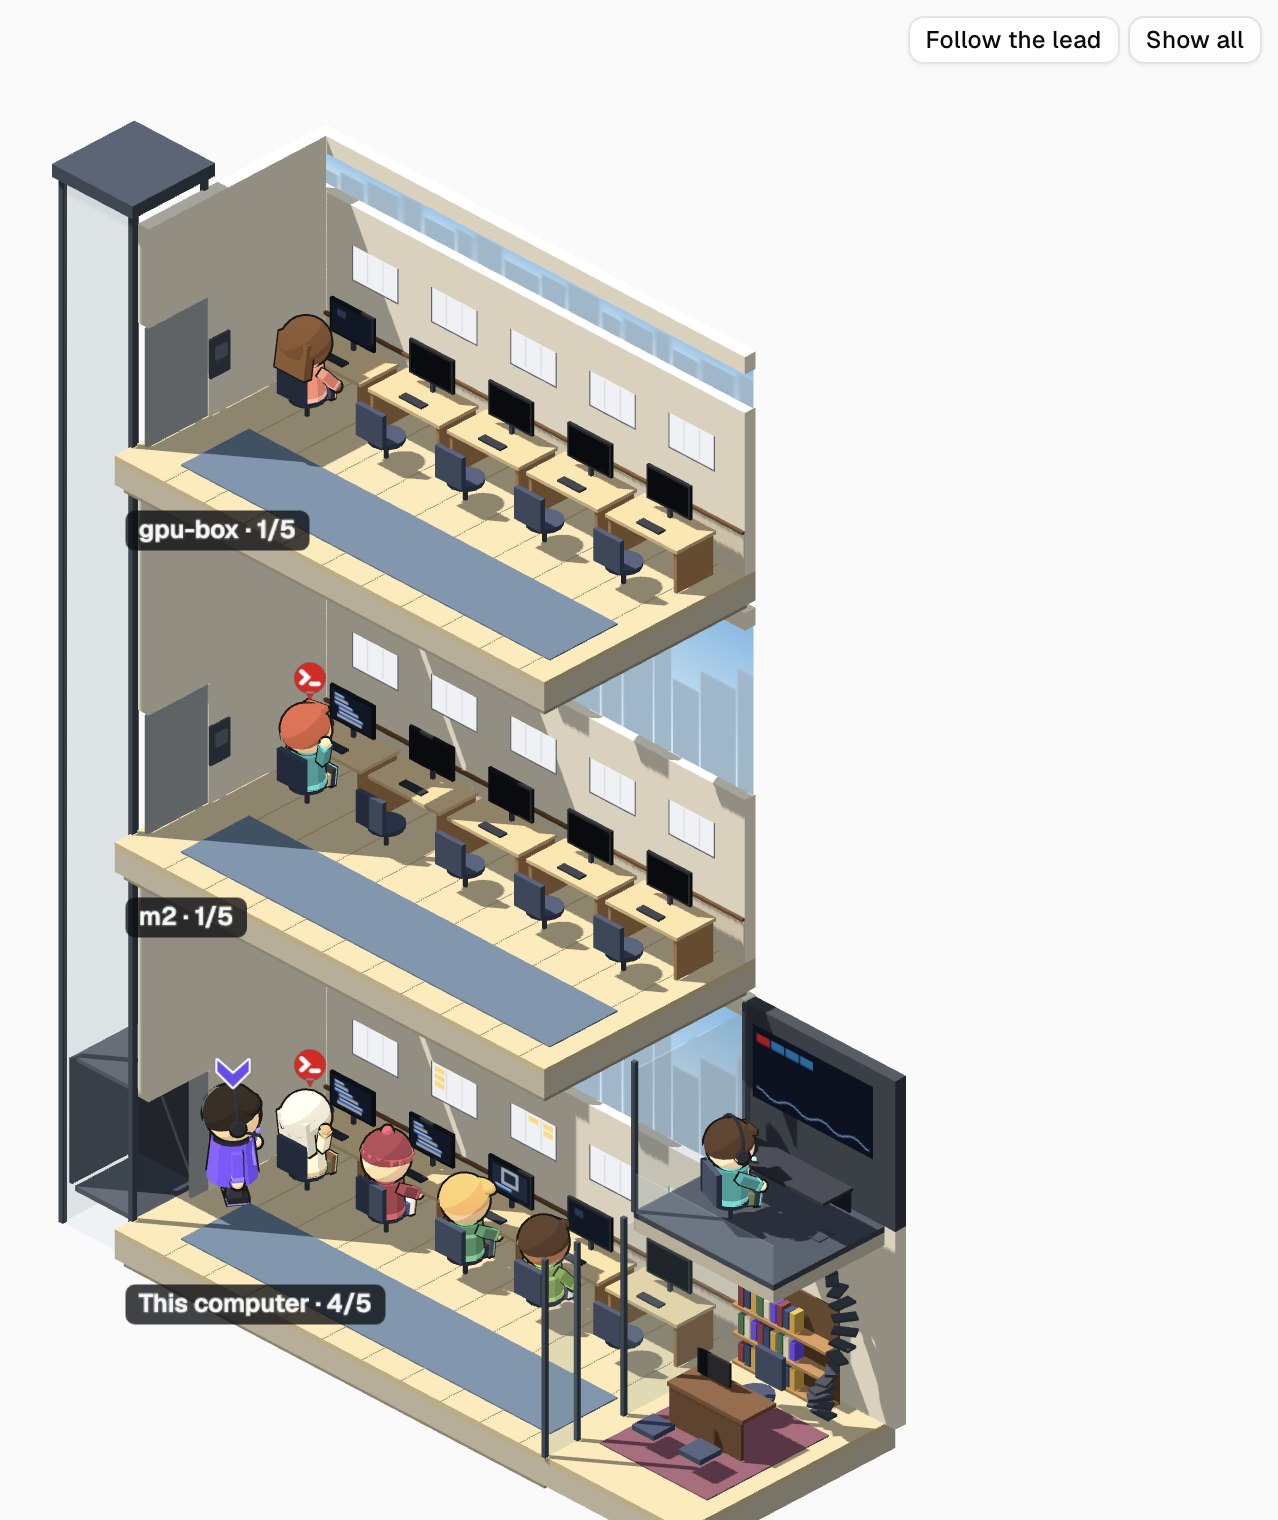 Follow the lead
Show all
gpu-box · 1/5
m2 · 1/5
This computer · 4/5